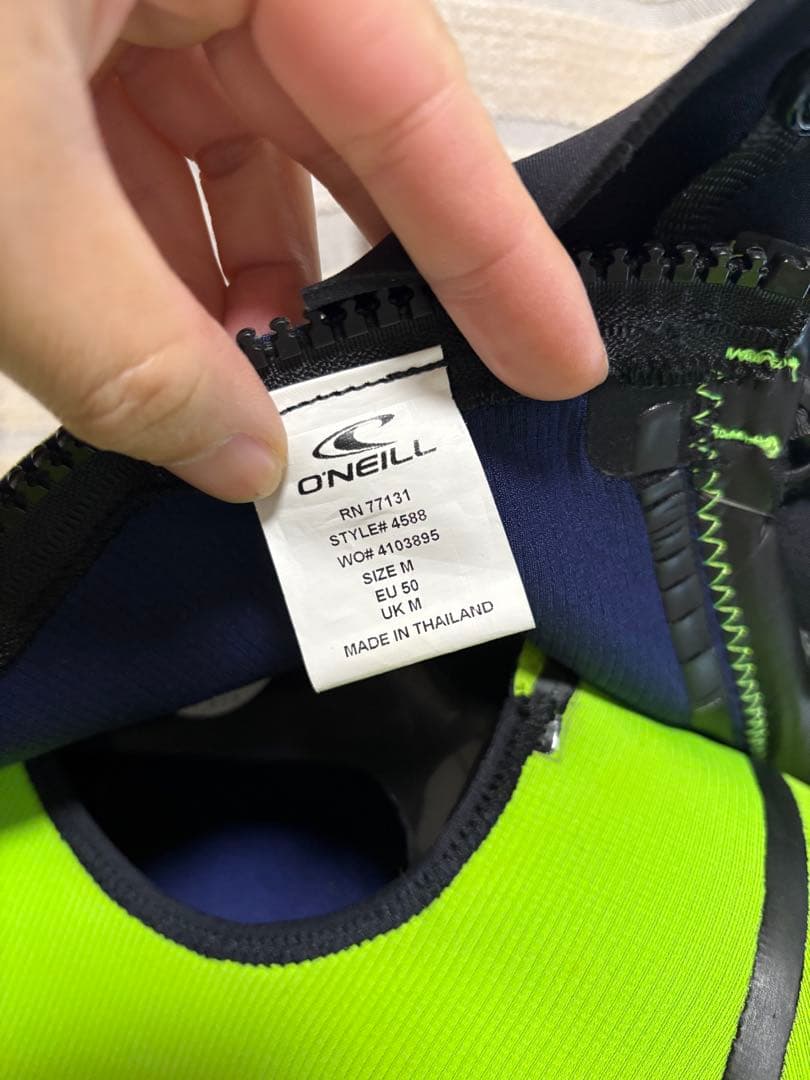 O'NEILL
RN 77131
STYLE# 4588
WO# 4103895
SIZE M
EU 50
UK M
MADE IN THAILAND